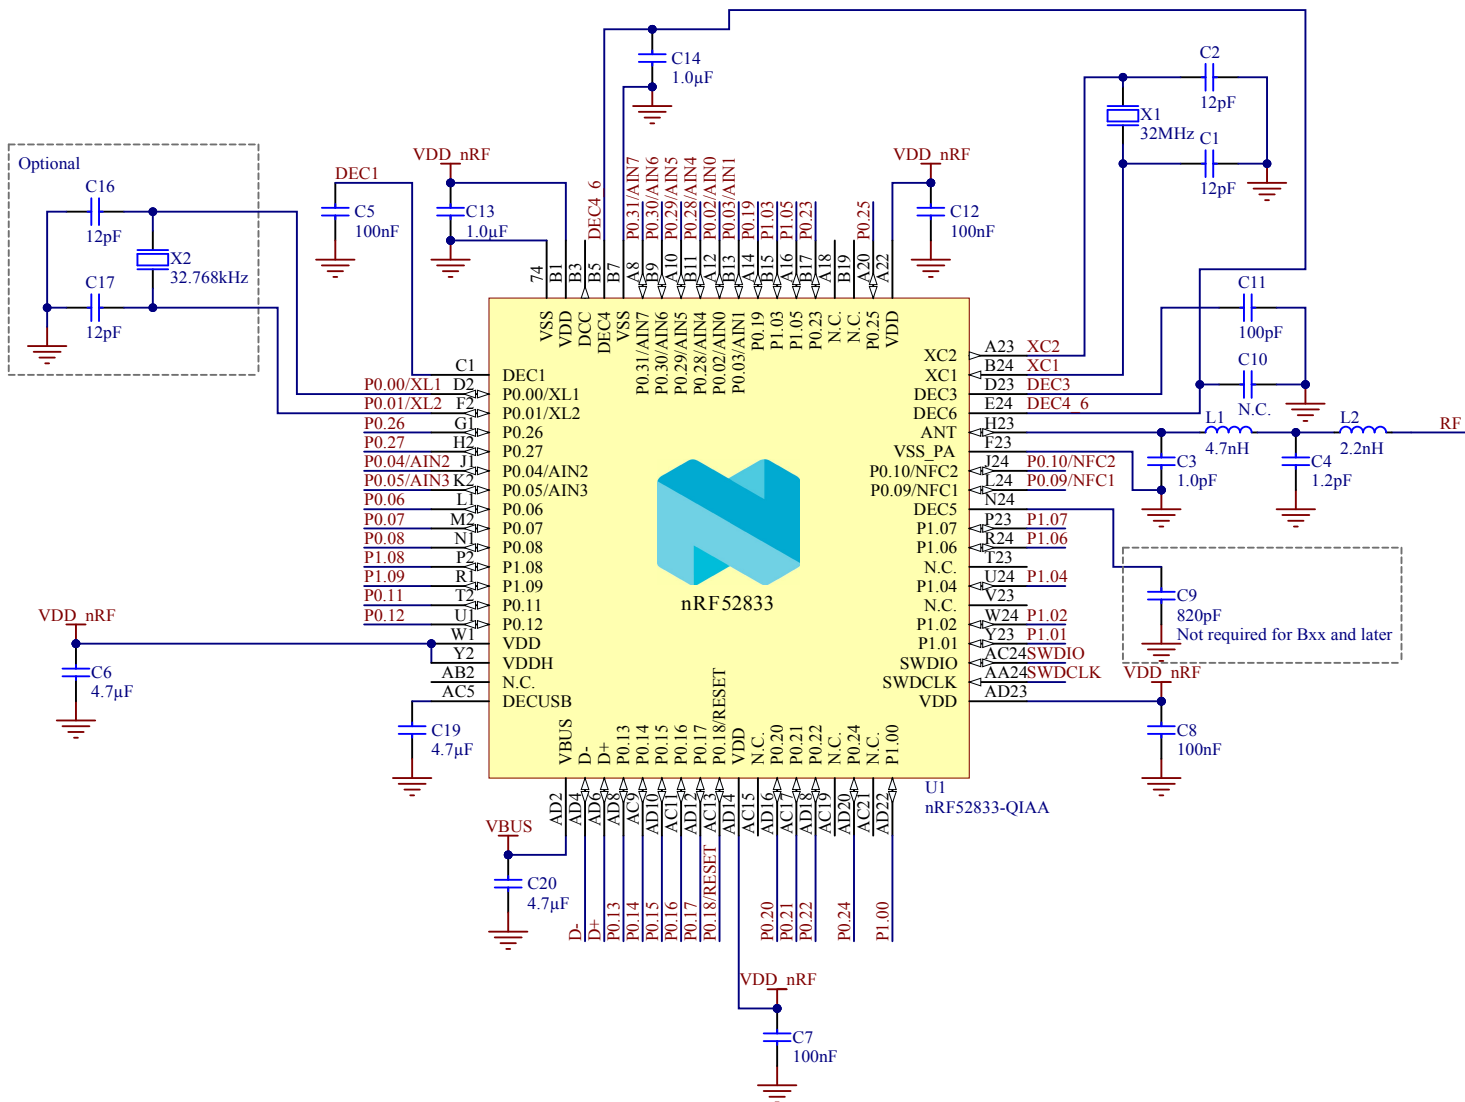 C14
1.0µF
C2
12pF
X1
32MHz
C1
12pF
Optional
C16
12pF
X2
32.768kHz
C17
12pF
DEC1
C5
100nF
VDD_nRF
C13
1.0µF
VDD_nRF
C12
100nF
DEC4_6
P0.31/AIN7
P0.30/AIN6
P0.29/AIN5
P0.28/AIN4
P0.02/AIN0
P0.03/AIN1
P0.19
P1.03
P1.05
P0.23
P0.25
74
B1
B3
B5
B7
A8
B9
A10
B11
A12
B13
A14
B15
A16
B17
A18
B19
A20
A22
VSS
VDD
DCC
DEC4
VSS
P0.31/AIN7
P0.30/AIN6
P0.29/AIN5
P0.28/AIN4
P0.02/AIN0
P0.03/AIN1
P0.19
P1.03
P1.05
P0.23
N.C.
N.C.
P0.25
VDD
C11
100pF
C10
N.C.
C1 DEC1
P0.00/XL1 D2 P0.00/XL1
P0.01/XL2 F2 P0.01/XL2
P0.26 G1 P0.26
P0.27 H2 P0.27
P0.04/AIN2 J1 P0.04/AIN2
P0.05/AIN3 K2 P0.05/AIN3
P0.06 L1 P0.06
P0.07 M2 P0.07
P0.08 N1 P0.08
P1.08 P2 P1.08
P1.09 R1 P1.09
P0.11 T2 P0.11
P0.12 U1 P0.12
W1 VDD
Y2 VDDH
AB2 N.C.
AC5 DECUSB
XC2 A23 XC2
XC1 B24 XC1
DEC3 D23 DEC3
DEC6 E24 DEC4_6
ANT H23
VSS_PA F23
P0.10/NFC2 J24 P0.10/NFC2
P0.09/NFC1 L24 P0.09/NFC1
DEC5 N24
P1.07 P23 P1.07
P1.06 R24 P1.06
N.C. T23
P1.04 U24 P1.04
N.C. V23
P1.02 W24 P1.02
P1.01 Y23 P1.01
SWDIO AC24 SWDIO
SWDCLK AA24 SWDCLK
VDD AD23
nRF52833
L1
4.7nH
L2
2.2nH
RF
C3
1.0pF
C4
1.2pF
C9
820pF
Not required for Bxx and later
VDD_nRF
C8
100nF
VDD_nRF
C6
4.7µF
C19
4.7µF
VBUS
D-
D+
P0.13
P0.14
P0.15
P0.16
P0.17
P0.18/RESET
VDD
N.C.
P0.20
P0.21
P0.22
N.C.
P0.24
N.C.
P1.00
U1
nRF52833-QIAA
AD2
AD4
AD6
AD8
AC9
AD10
AC11
AD12
AC13
AD14
AC15
AD16
AC17
AD18
AC19
AD20
AC21
AD22
VBUS
C20
4.7µF
D-
D+
P0.13
P0.14
P0.15
P0.16
P0.17
P0.18/RESET
P0.20
P0.21
P0.22
P0.24
P1.00
VDD_nRF
C7
100nF